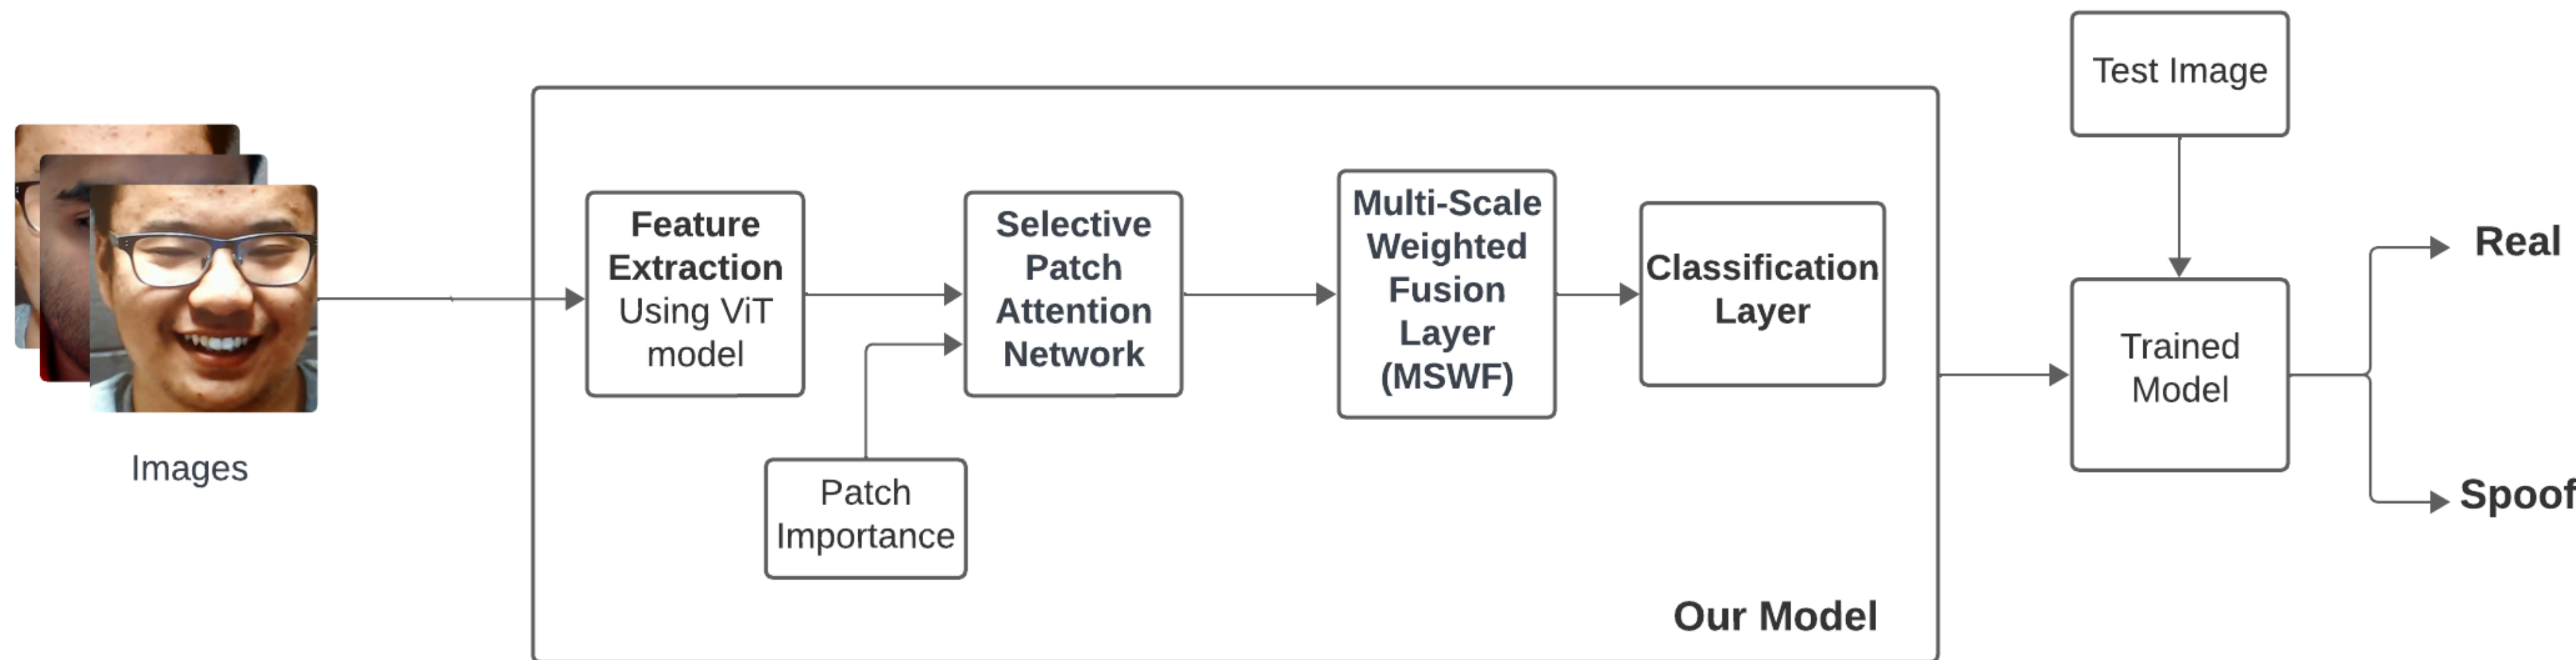 Images
Feature
Extraction
Using ViT
model
Patch
Importance
Selective
Patch
Attention
Network
Multi-Scale
Weighted
Fusion
Layer
(MSWF)
Classification
Layer
Our Model
Test Image
Trained
Model
Real
Spoof